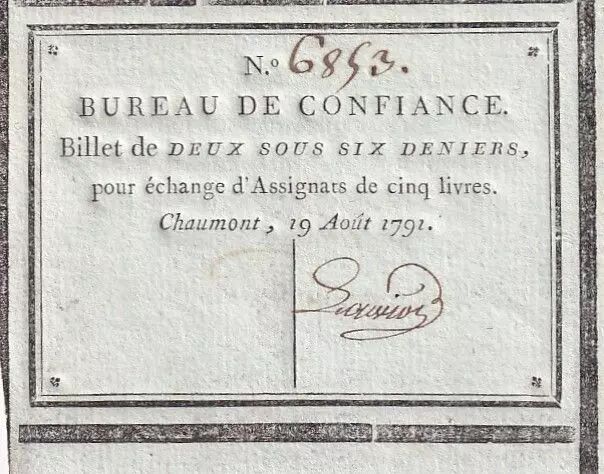 N.º 6853.
BUREAU DE CONFIANCE.
Billet de DEUX SOUS SIX DENIERS,
pour échange d'Assignats de cinq livres.
Chaumont, 19 Août 1791.